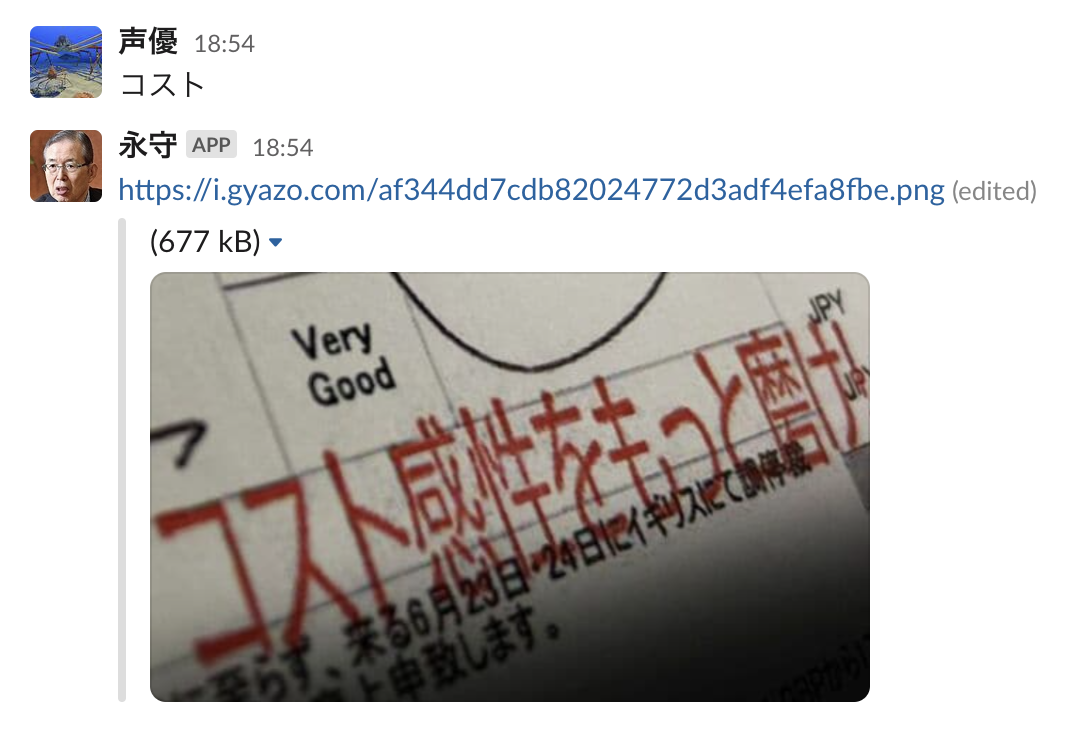 声優 18:54
コスト
永守 APP 18:54
https://i.gyazo.com/af344dd7cdb82024772d3adf4efa8fbe.png (edited)
(677 kB)
JPY
Very
Good
コスト感性をもっと磨け
JPY
来る6月23日・24日にイギリスにて調停裁
に至らず、
上申致します。